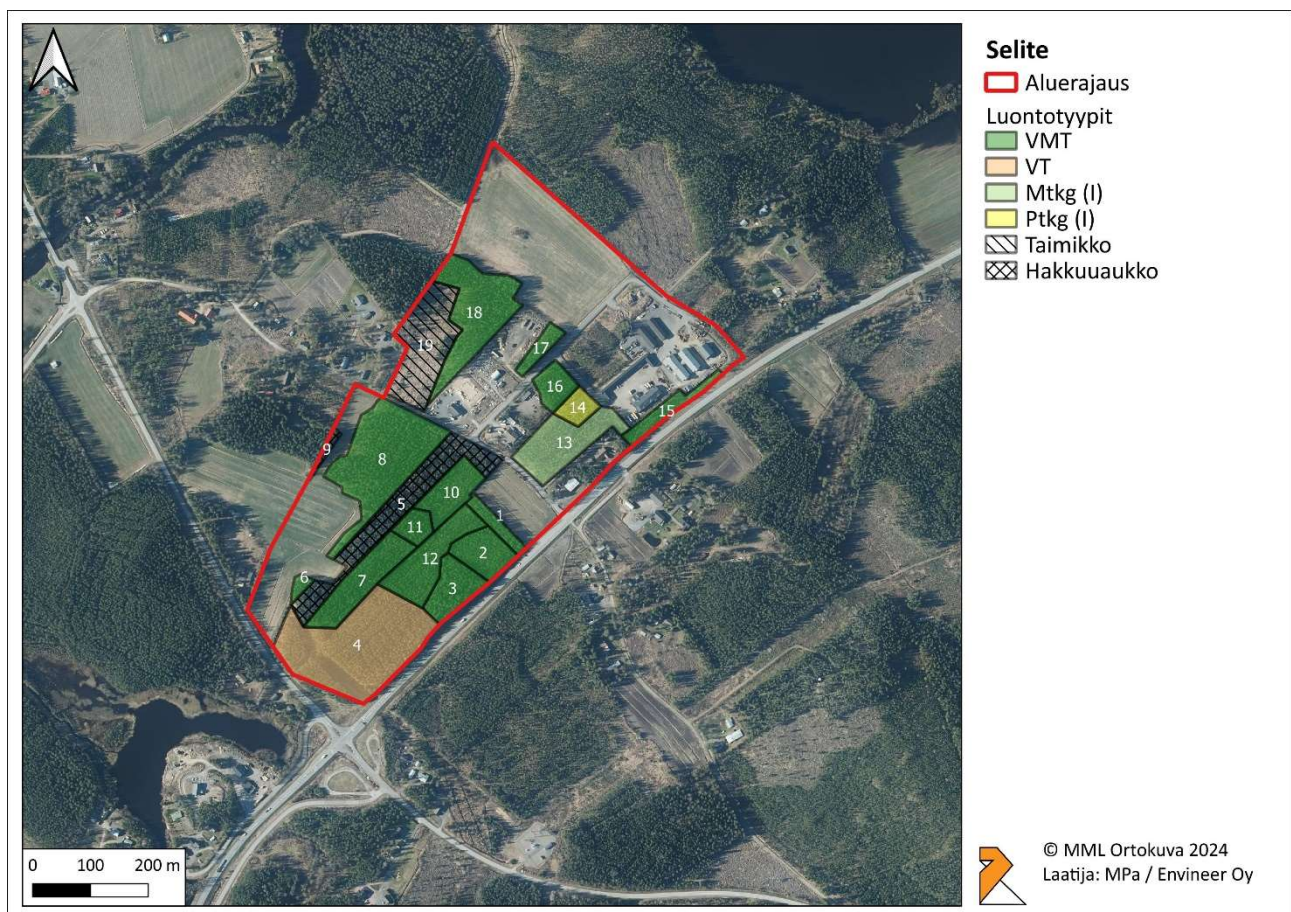 Selite
Aluerajaus
Luontotyypit
VMT
VT
Mtkg (I)
Ptkg (I)
Taimikko
Hakkuuaukko
18
19
17
16
14
15
13
9
8
5
10
1
11
12
2
6
7
3
4
0 100 200 m
© MML Ortokuva 2024
Laatija: MPa / Envineer Oy